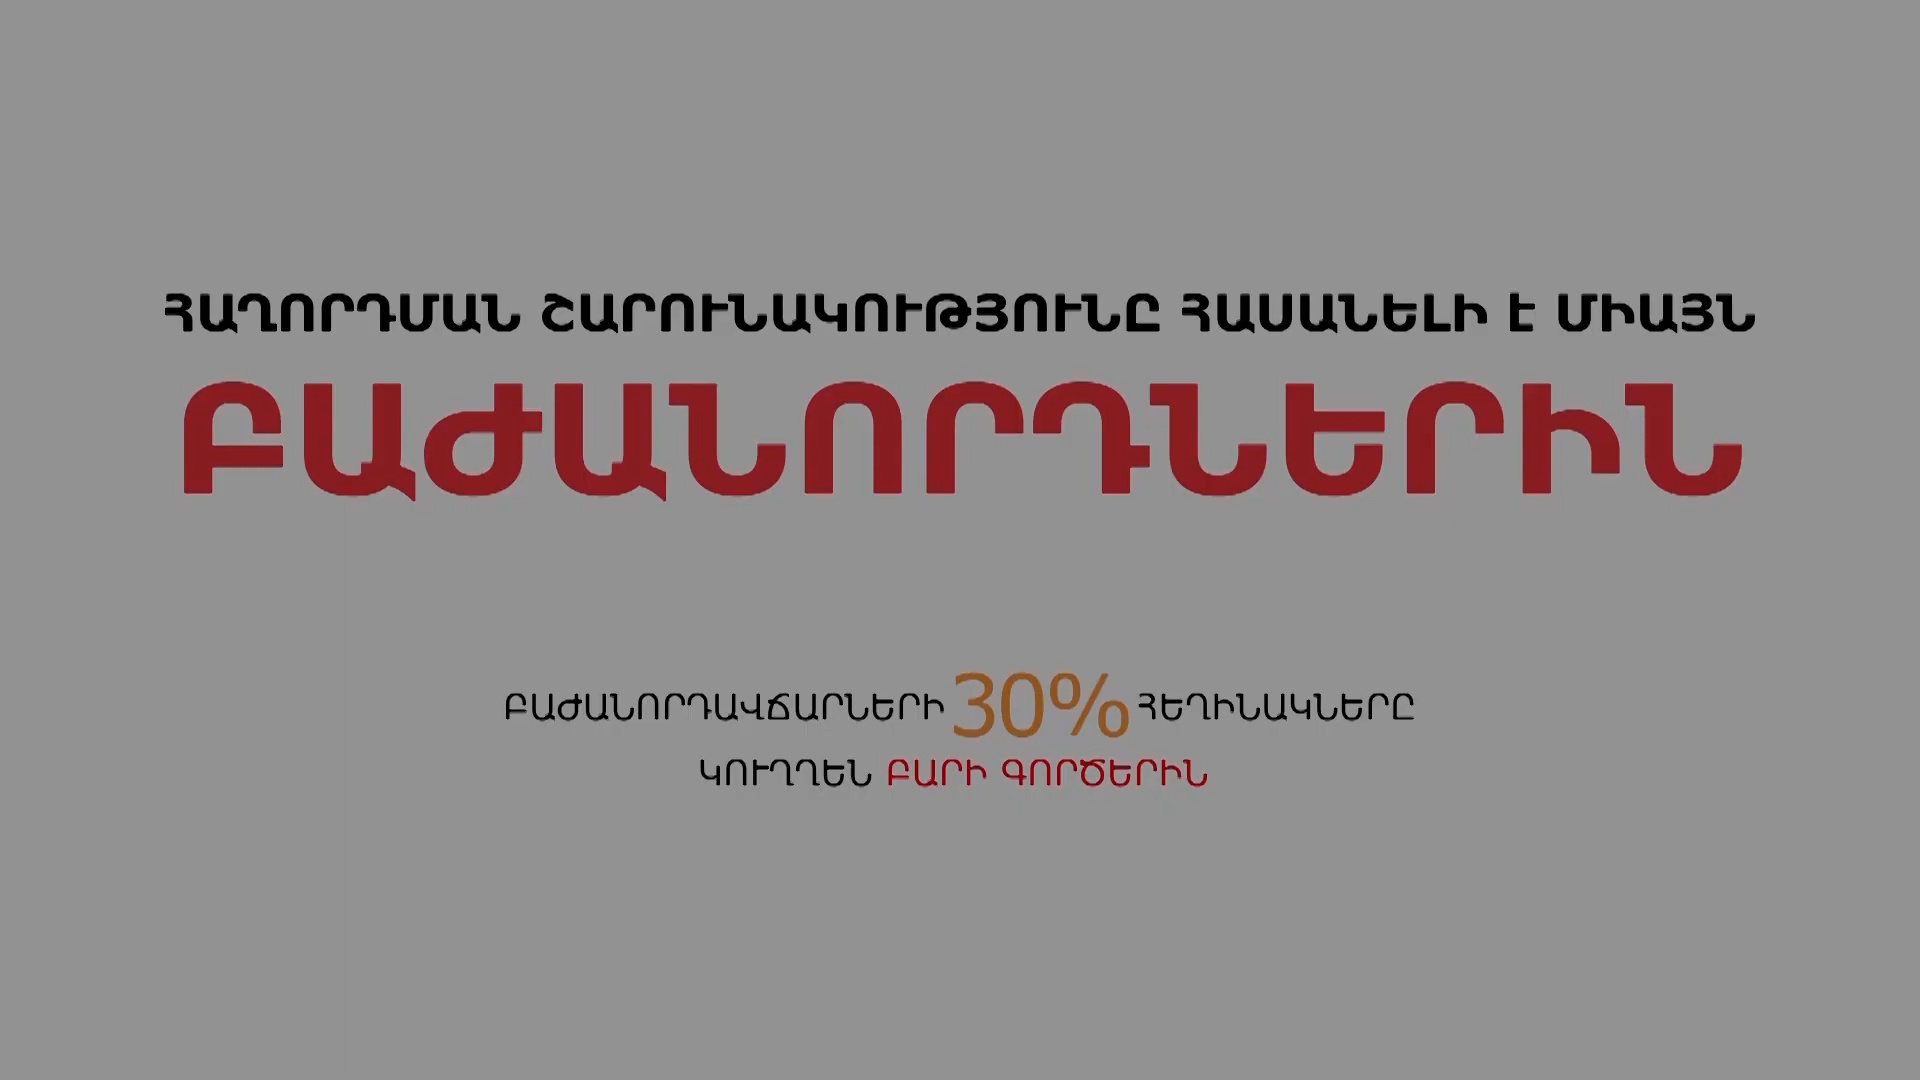 ՀԱՂՈՐԴՄԱՆ ՇԱՐՈՒՆԱԿՈՒԹՅՈՒՆԸ ՀԱՍԱՆԵԼԻ Է ՄԻԱՅՆ
ԲԱԺԱՆՈՐԴՆԵՐԻՆ
ԲԱԺԱՆՈՐԴԱՎՃԱՐՆԵՐԻ 30% ՀԵՂԻՆԱԿՆԵՐԸ
ԿՈՒՂՂԵՆ ԲԱՐԻ ԳՈՐԾԵՐԻՆ